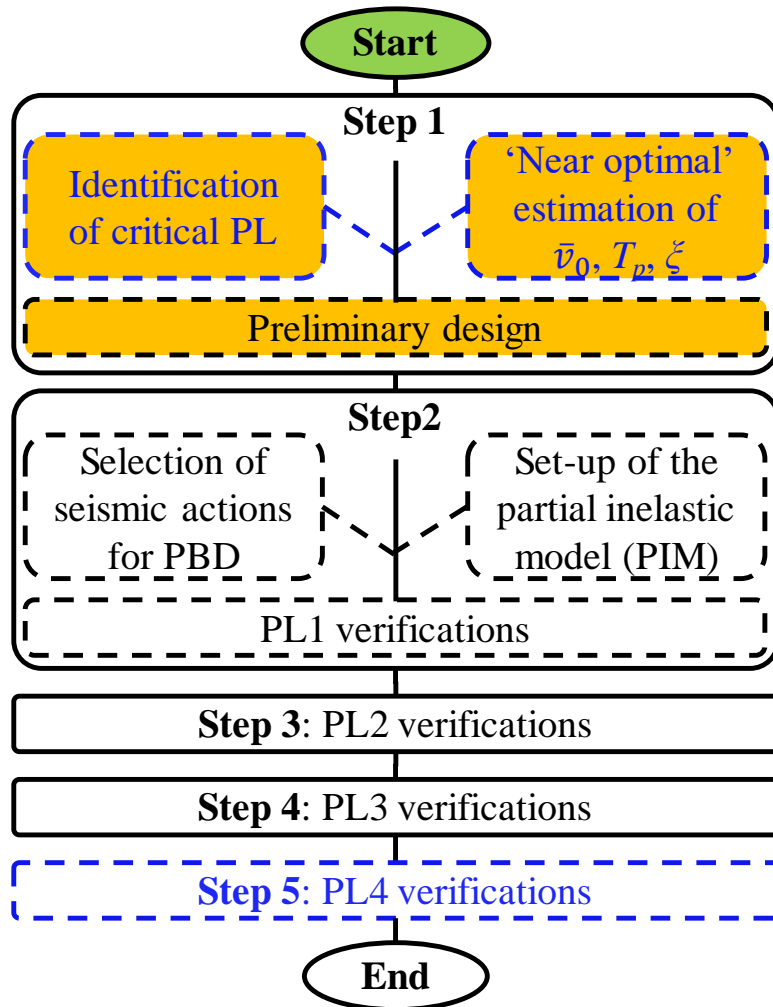 Start
Step 1
Identification
of critical PL
‘Near optimal’
estimation of
v̄₀, Tₚ, ξ
Preliminary design
Step2
Selection of
seismic actions
for PBD
Set-up of the
partial inelastic
model (PIM)
PL1 verifications
Step 3: PL2 verifications
Step 4: PL3 verifications
Step 5: PL4 verifications
End